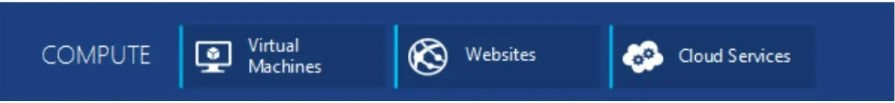 COMPUTE
Virtual
Machines
Websites
Cloud Services